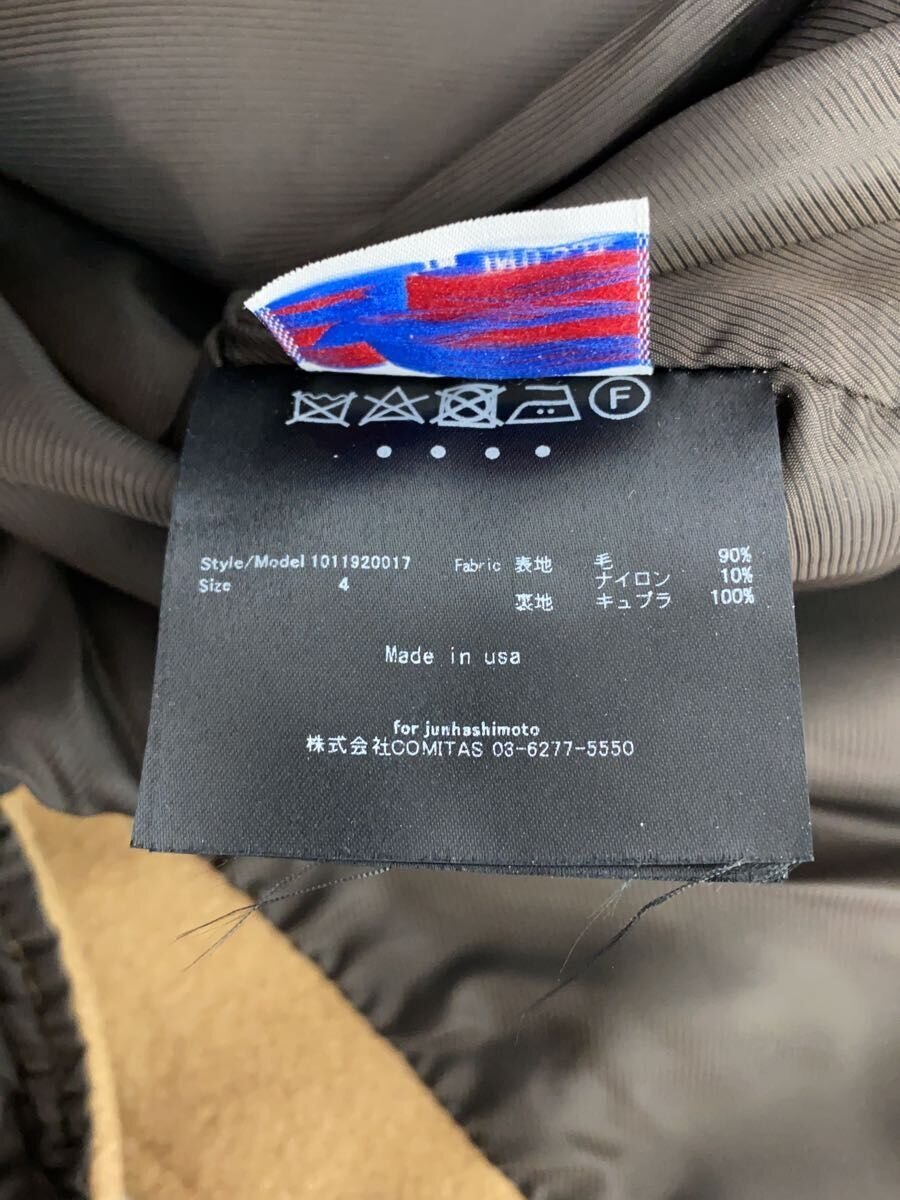 F
Style/Model 1011920017 Fabric 表地 毛 90%
Size 4 ナイロン 10%
裏地 キュプラ 100%
Made in usa
for junhashimoto
株式会社COMITAS 03-6277-5550